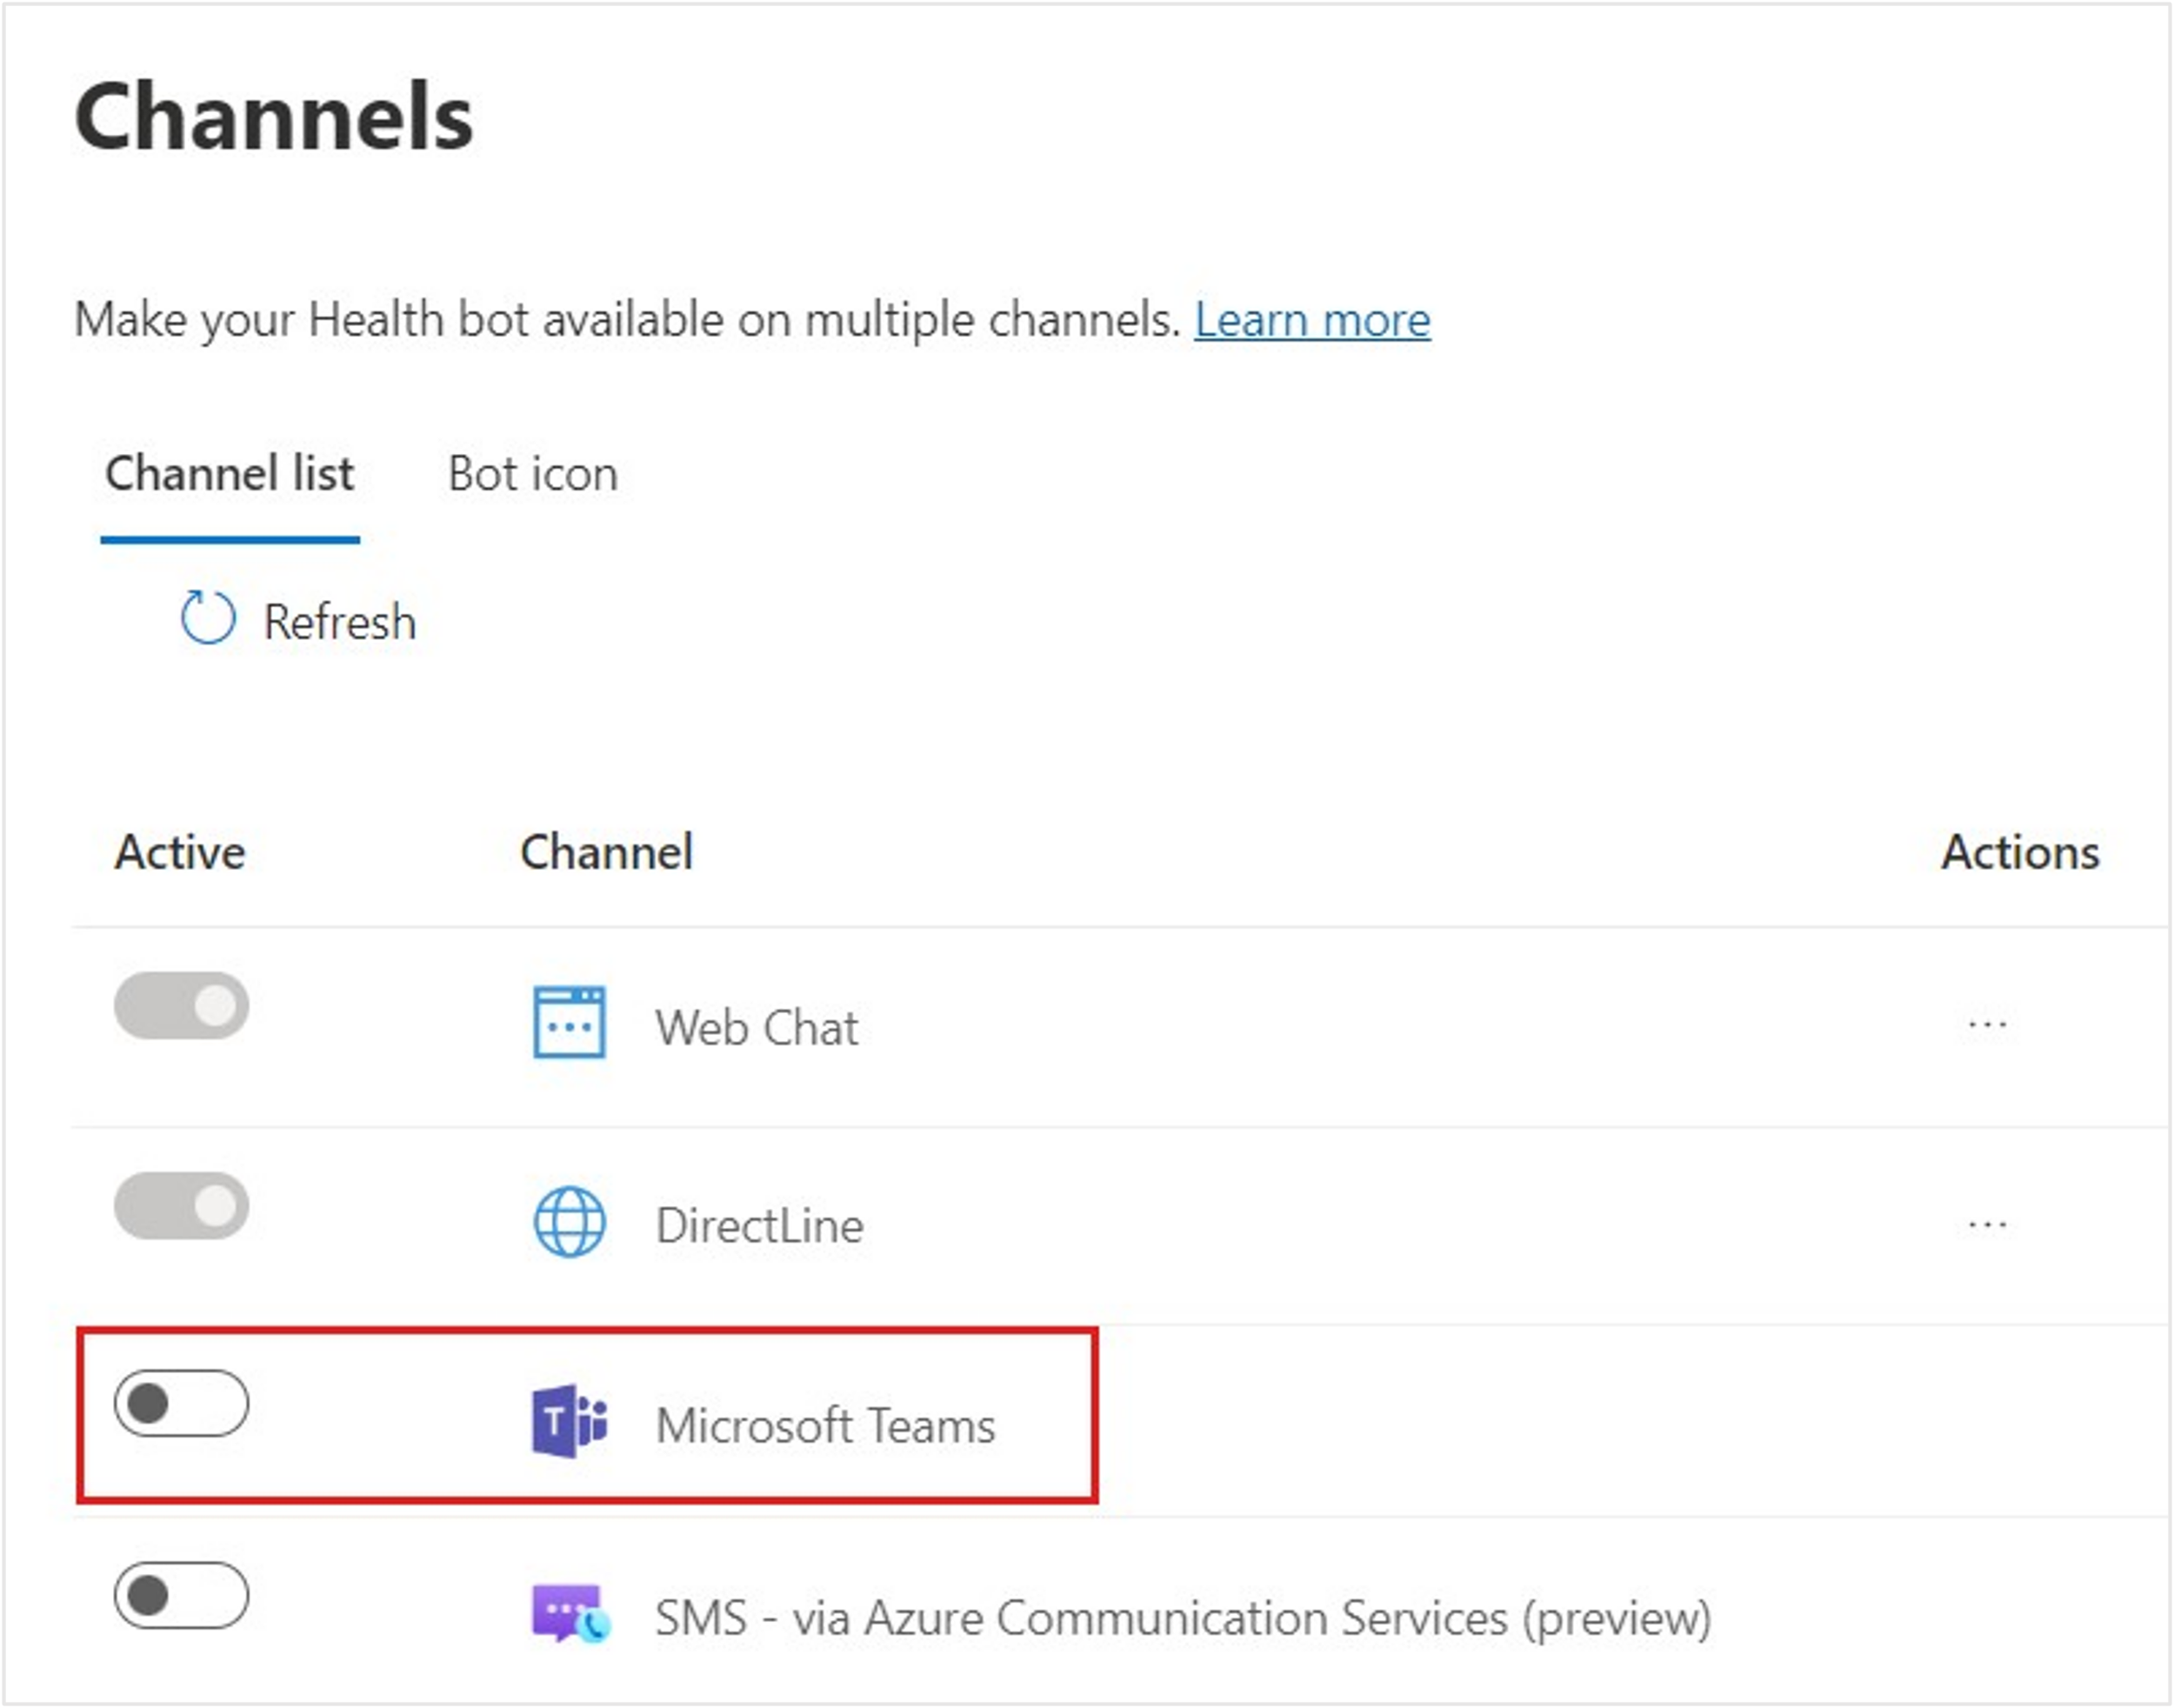 Channels
Make your Health bot available on multiple channels. Learn more
Channel list Bot icon
Refresh
Active Channel Actions
Web Chat ...
DirectLine ...
T Microsoft Teams
SMS - via Azure Communication Services (preview)